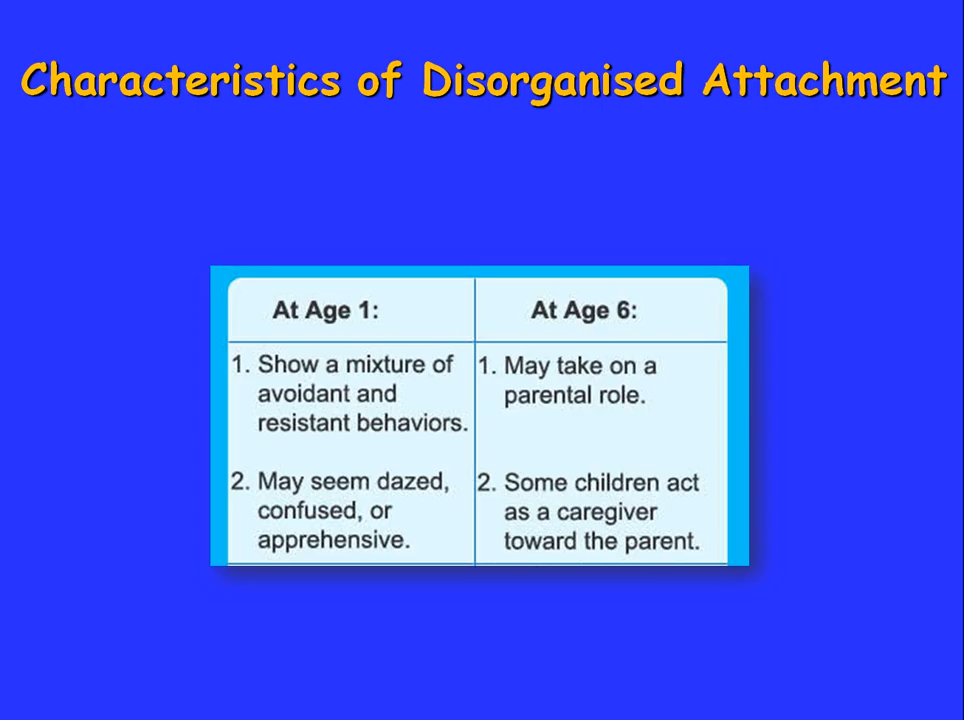 Characteristics of Disorganised Attachment
At Age 1:
1. Show a mixture of
avoidant and
resistant behaviors.
2. May seem dazed,
confused, or
apprehensive.
At Age 6:
1. May take on a
parental role.
2. Some children act
as a caregiver
toward the parent.